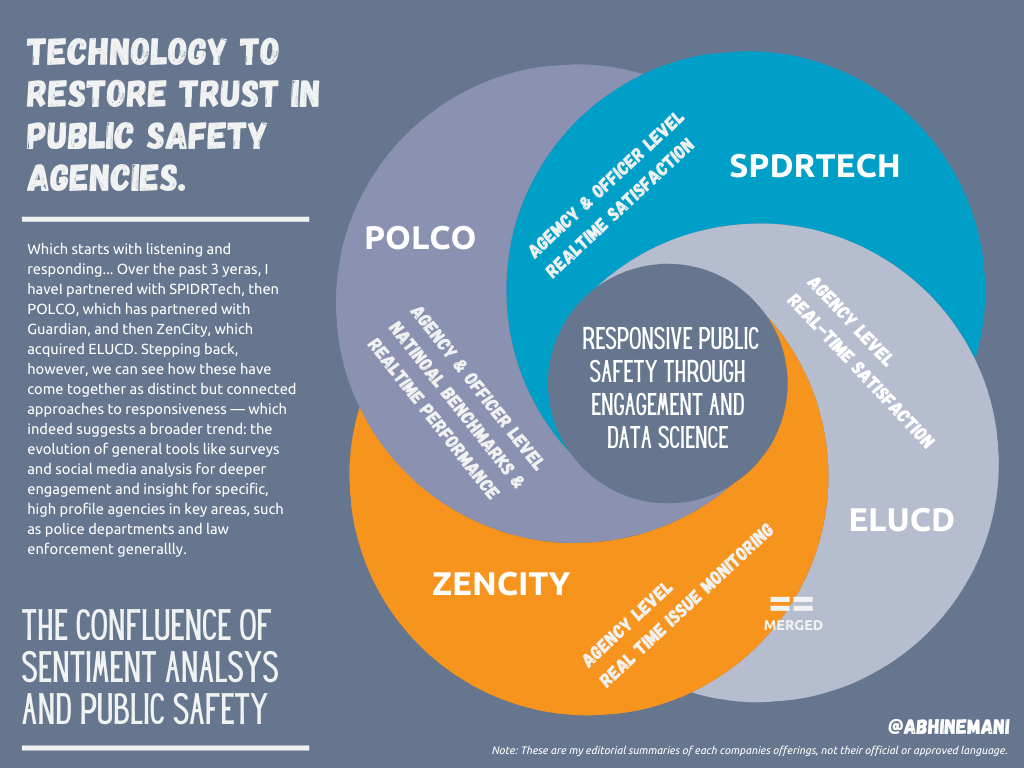 TECHNOLOGY TO
RESTORE TRUST IN
PUBLIC SAFETY
AGENCIES.
Which starts with listening and
responding... Over the past 3 yeras, I
haveI partnered with SPIDRTech, then
POLCO, which has partnered with
Guardian, and then ZenCity, which
acquired ELUCD. Stepping back,
however, we can see how these have
come together as distinct but connected
approaches to responsiveness — which
indeed suggests a broader trend: the
evolution of general tools like surveys
and social media analysis for deeper
engagement and insight for specific,
high profile agencies in key areas, such
as police departments and law
enforcement generallly.
THE CONFLUENCE OF
SENTIMENT ANALSYS
AND PUBLIC SAFETY
POLCO
AGENCY & OFFICER LEVEL
NATINOAL BENCHMARKS &
REALTIME PERFORMANCE
SPDRTECH
AGEMCY & OFFICER LEVEL
REALTIME SATISFACTION
RESPONSIVE PUBLIC
SAFETY THROUGH
ENGAGEMENT AND
DATA SCIENCE
AGENCY LEVEL
REAL-TIME SATISFACTION
ELUCD
ZENCITY
AGENCY LEVEL
REAL TIME ISSUE MONITORING
==
MERGED
@ABHINEMANI
Note: These are my editorial summaries of each companies offerings, not their official or approved language.